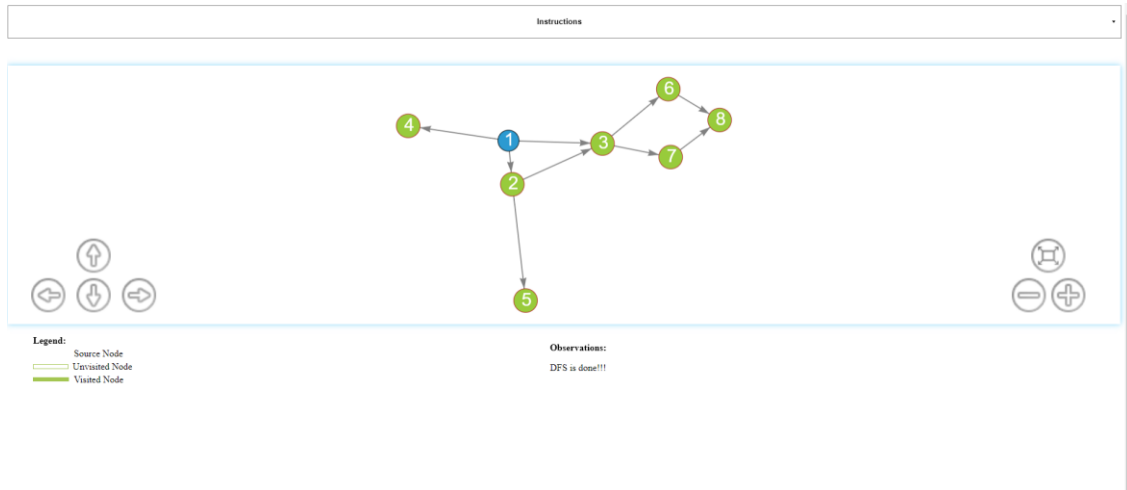 Instructions
6
4
8
1
3
7
2
5
Legend:
Source Node
Unvisited Node
Visited Node
Observations:
DFS is done!!!